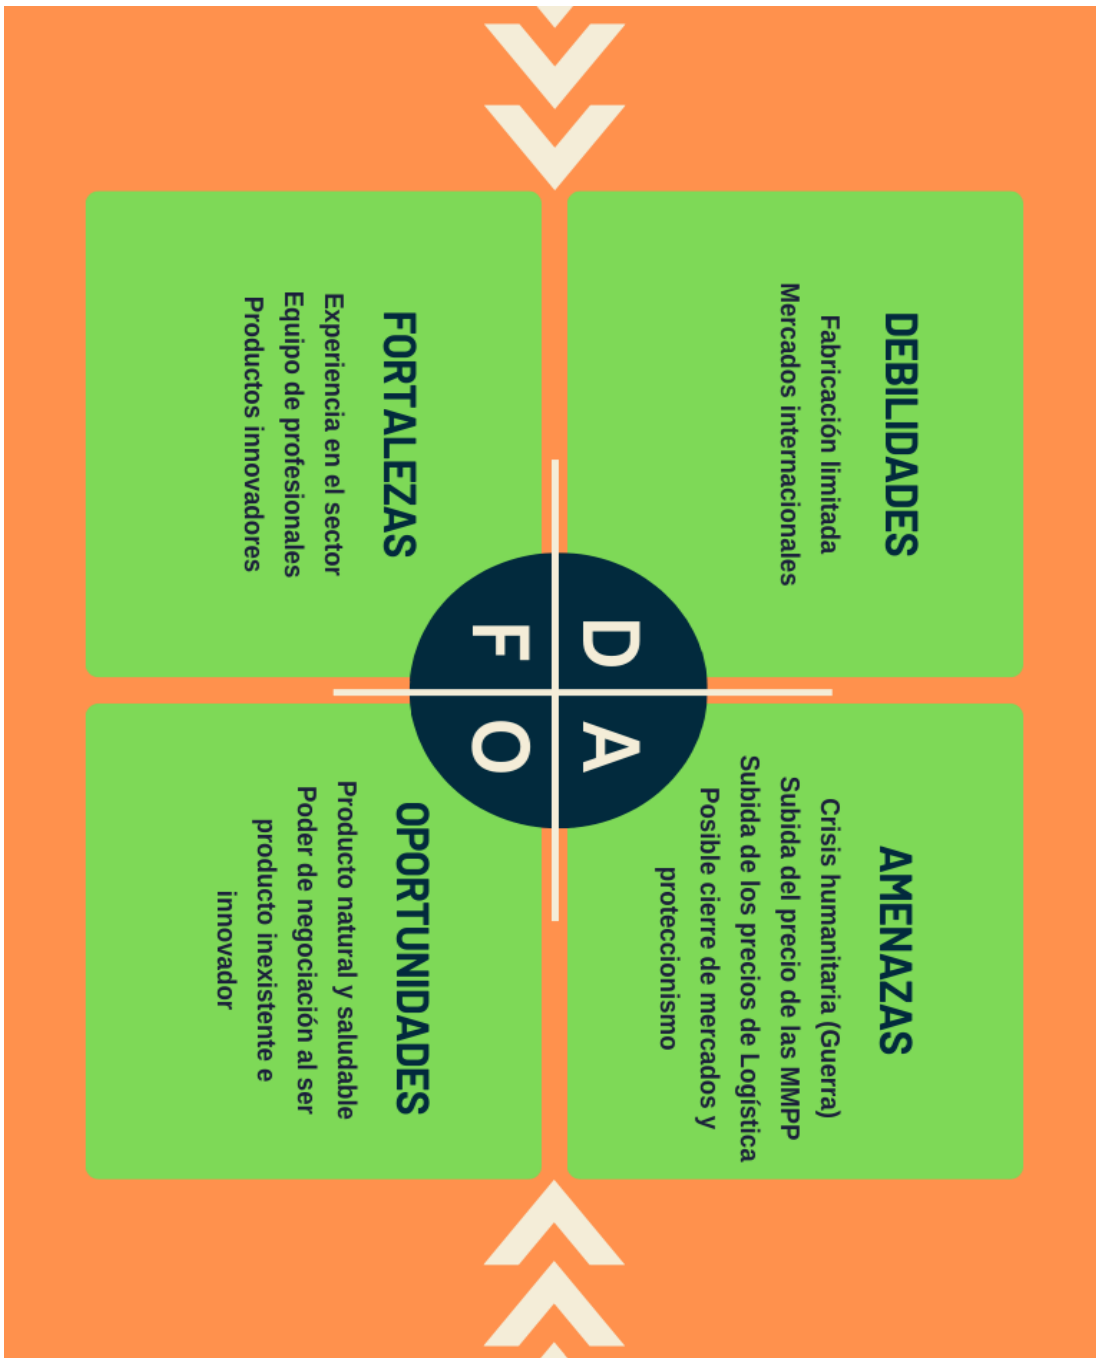 DEBILIDADES
Fabricación limitada
Mercados internacionales
AMENAZAS
Crisis humanitaria (Guerra)
Subida del precio de las MMPP
Subida de los precios de Logística
Posible cierre de mercados y
proteccionismo
D A
F O
FORTALEZAS
Experiencia en el sector
Equipo de profesionales
Productos innovadores
OPORTUNIDADES
Producto natural y saludable
Poder de negociación al ser
producto inexistente e
innovador